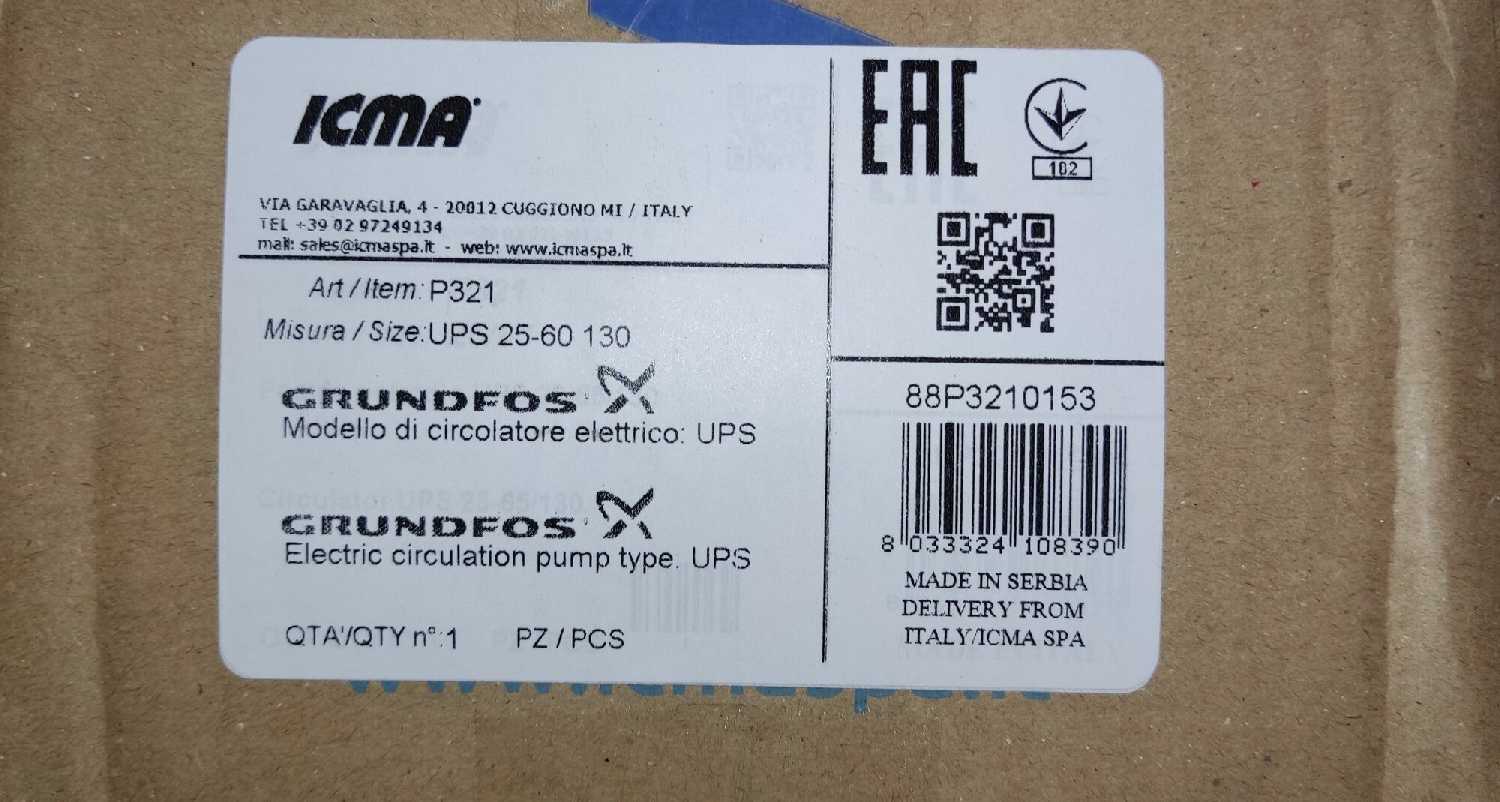 ICMA
VIA GARAVAGLIA, 4 - 20012 CUGGIONO MI / ITALY
TEL +39 02 97249134
mail: sales@icmaspa.it - web: www.icmaspa.it
Art / Item: P321
Misura / Size: UPS 25-60 130
GRUNDFOS
Modello di circolatore elettrico: UPS
GRUNDFOS
Electric circulation pump type. UPS
QTA'/QTY n°.:1 PZ / PCS
EAC
102
88P3210153
8 033324 108390
MADE IN SERBIA
DELIVERY FROM
ITALY/ICMA SPA